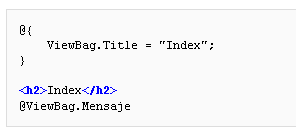 @{
    ViewBag.Title = "Index";
}
<h2>Index</h2>
@ViewBag.Mensaje